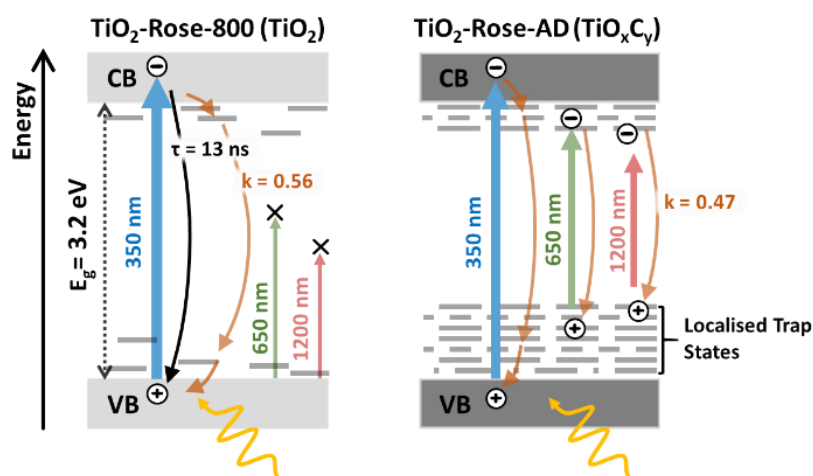 TiO2-Rose-800 (TiO2)
CB
τ = 13 ns
k = 0.56
Energy
Eg = 3.2 eV
350 nm
650 nm
1200 nm
VB
TiO2-Rose-AD (TiOxCy)
CB
k = 0.47
350 nm
650 nm
1200 nm
Localised Trap
States
VB